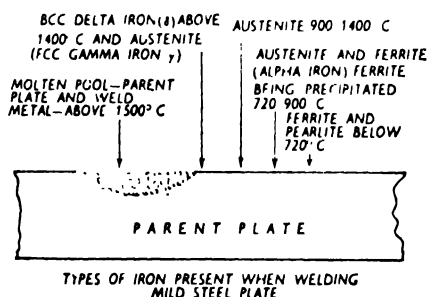 BCC DELTA IRON (δ) ABOVE
1400°C AND AUSTENITE
(FCC GAMMA IRON γ)
AUSTENITE 900 1400 C
AUSTENITE AND FERRITE
(ALPHA IRON) FERRITE
BEING PRECIPITATED
720 900 C
FERRITE AND
PEARLITE BELOW
720°C
MOLTEN POOL—PARENT
PLATE AND WELD
METAL—ABOVE 1500°C
PARENT PLATE
TYPES OF IRON PRESENT WHEN WELDING
MILD STEEL PLATE